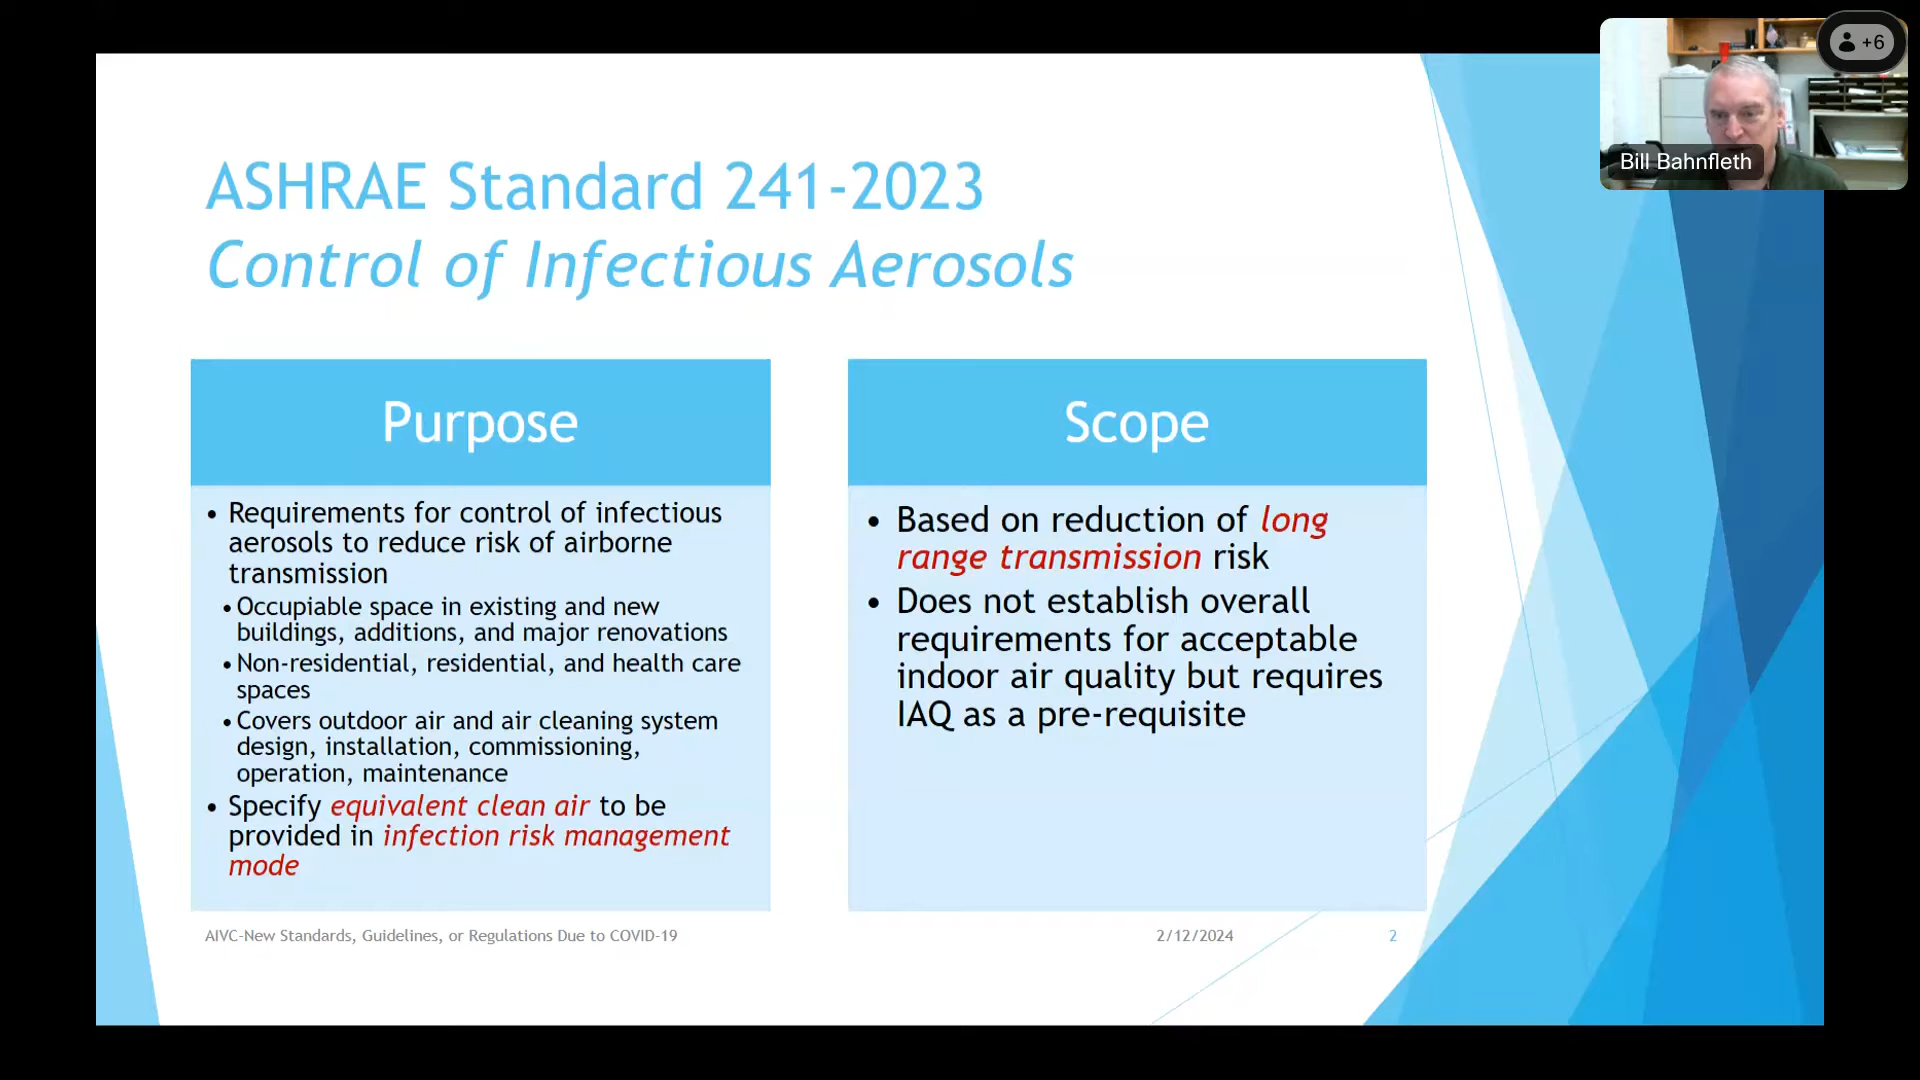 +6
Bill Bahnfleth
ASHRAE Standard 241-2023
Control of Infectious Aerosols
Purpose
• Requirements for control of infectious
aerosols to reduce risk of airborne
transmission
• Occupiable space in existing and new
buildings, additions, and major renovations
• Non-residential, residential, and health care
spaces
• Covers outdoor air and air cleaning system
design, installation, commissioning,
operation, maintenance
• Specify equivalent clean air to be
provided in infection risk management
mode
Scope
• Based on reduction of long
range transmission risk
• Does not establish overall
requirements for acceptable
indoor air quality but requires
IAQ as a pre-requisite
AIVC-New Standards, Guidelines, or Regulations Due to COVID-19
2/12/2024
2